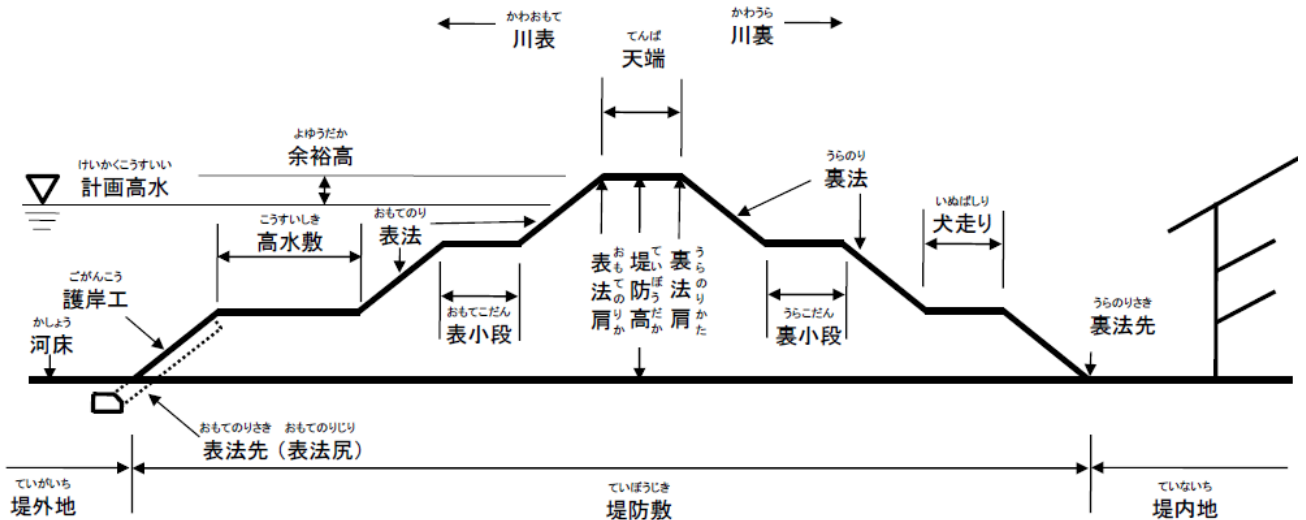 かわおもて
川表
かわうら
川裏
てんば
天端
よゆうだか
余裕高
けいかくこうすいい
計画高水
うらのり
裏法
おもてのり
表法
いぬばしり
犬走り
こうすいしき
高水敷
ごがんこう
護岸工
かしょう
河床
おもてこだん
表小段
おもてのりか
表法肩
ていぼうだか
堤防高
うらのりかた
裏法肩
うらこだん
裏小段
うらのりさき
裏法先
おもてのりさき おもてのりじり
表法先(表法尻)
ていがいち
堤外地
ていぼうじき
堤防敷
ていないち
堤内地